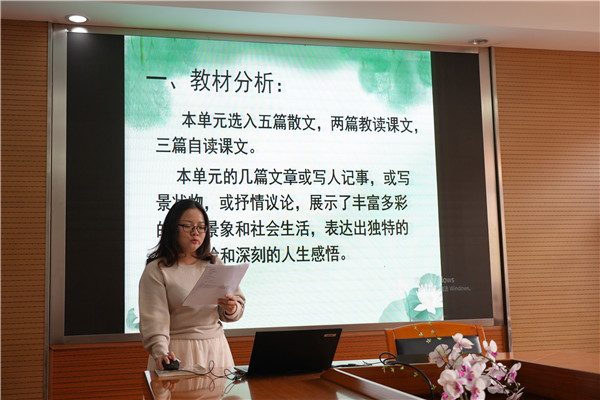 一、教材分析：
本单元选入五篇散文，两篇教读课文，
三篇自读课文。
本单元的几篇文章或写人记事，或写
景状物，或抒情议论，展示了丰富多彩
的 景象和社会生活，表达出独特的
和深刻的人生感悟。
Windows,